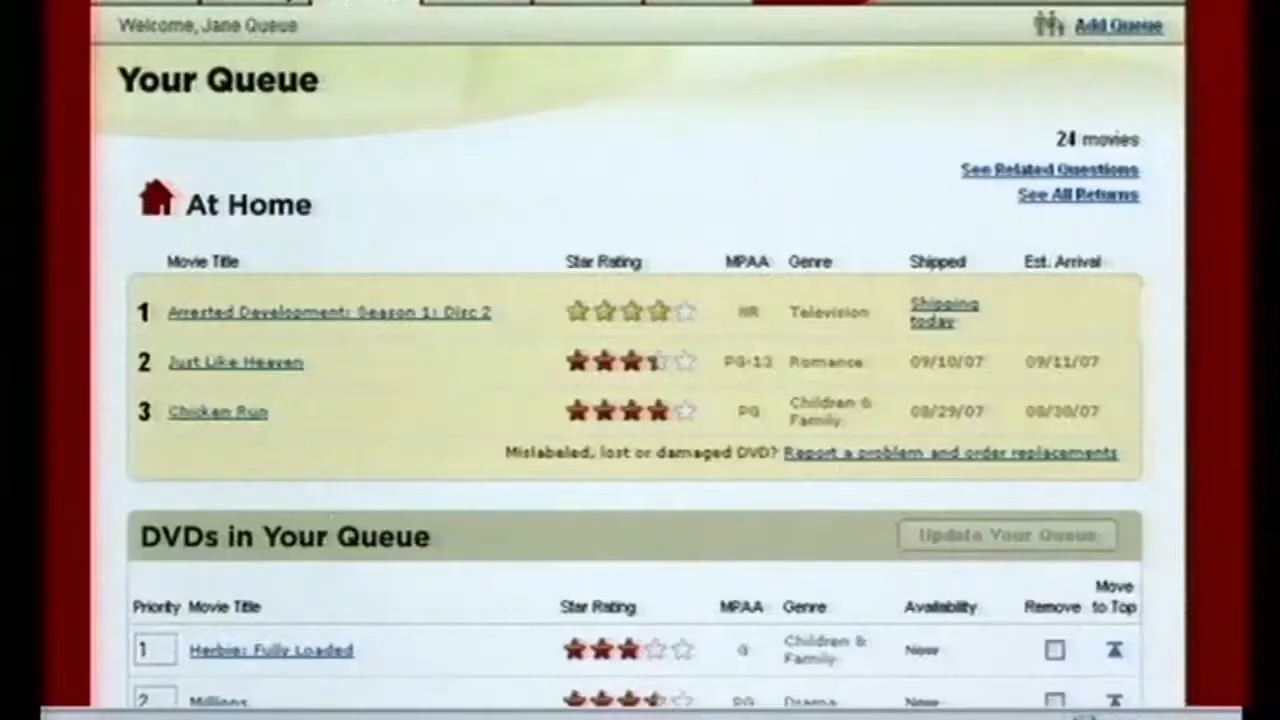 Welcome, Jane Queue
Add Queue
Your Queue
24 movies
See Related Questions
See All Returns
At Home
Movie Title Star Rating MPAA Genre Shipped Est. Arrival
1 Arrested Development: Season 1: Disc 2 NR Television Shipping today
2 Just Like Heaven PG-13 Romance 09/10/07 09/11/07
3 Chicken Run PG Children & Family 08/29/07 08/30/07
Mislabeled, lost or damaged DVD? Report a problem and order replacements
DVDs in Your Queue
Update Your Queue
Priority Movie Title Star Rating MPAA Genre Availability Remove Move to Top
1 Herbie: Fully Loaded G Children & Family Now
2 Millions PG Drama Now